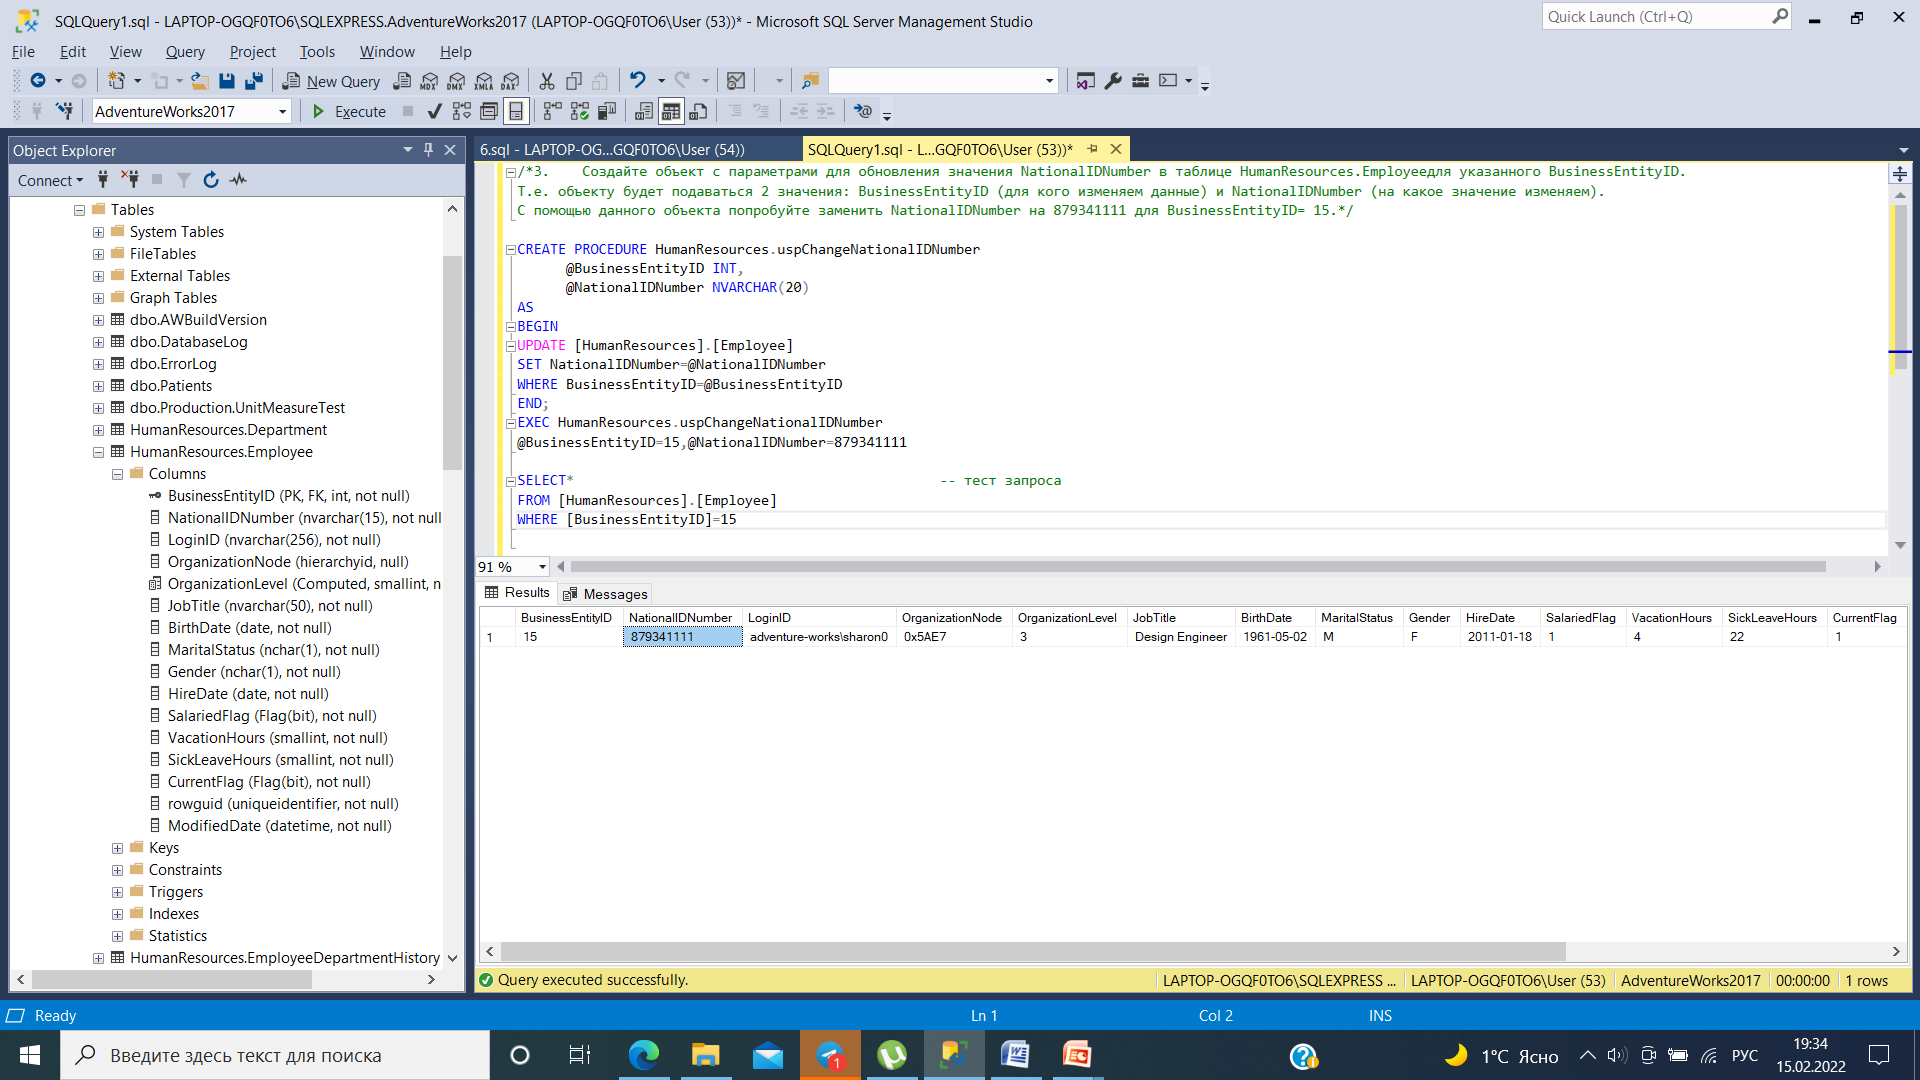 SQLQuery1.sql - LAPTOP-OGQF0TO6\SQLEXPRESS.AdventureWorks2017 (LAPTOP-OGQF0TO6\User (53))* - Microsoft SQL Server Management Studio
Quick Launch (Ctrl+Q)
File Edit View Query Project Tools Window Help
New Query
MDX DMX XMLA DAX
AdventureWorks2017
Execute
Object Explorer
6.sql - LAPTOP-OG...GQF0TO6\User (54))
SQLQuery1.sql - L...GQF0TO6\User (53))*
Connect
Tables
System Tables
FileTables
External Tables
Graph Tables
dbo.AWBuildVersion
dbo.DatabaseLog
dbo.ErrorLog
dbo.Patients
dbo.Production.UnitMeasureTest
HumanResources.Department
HumanResources.Employee
Columns
BusinessEntityID (PK, FK, int, not null)
NationalIDNumber (nvarchar(15), not null
LoginID (nvarchar(256), not null)
OrganizationNode (hierarchyid, null)
OrganizationLevel (Computed, smallint, n
JobTitle (nvarchar(50), not null)
BirthDate (date, not null)
MaritalStatus (nchar(1), not null)
Gender (nchar(1), not null)
HireDate (date, not null)
SalariedFlag (Flag(bit), not null)
VacationHours (smallint, not null)
SickLeaveHours (smallint, not null)
CurrentFlag (Flag(bit), not null)
rowguid (uniqueidentifier, not null)
ModifiedDate (datetime, not null)
Keys
Constraints
Triggers
Indexes
Statistics
HumanResources.EmployeeDepartmentHistory
/*3. Создайте объект с параметрами для обновления значения NationalIDNumber в таблице HumanResources.Employeeдля указанного BusinessEntityID.
Т.е. объекту будет подаваться 2 значения: BusinessEntityID (для кого изменяем данные) и NationalIDNumber (на какое значение изменяем).
С помощью данного объекта попробуйте заменить NationalIDNumber на 879341111 для BusinessEntityID= 15.*/
CREATE PROCEDURE HumanResources.uspChangeNationalIDNumber
@BusinessEntityID INT,
@NationalIDNumber NVARCHAR(20)
AS
BEGIN
UPDATE [HumanResources].[Employee]
SET NationalIDNumber=@NationalIDNumber
WHERE BusinessEntityID=@BusinessEntityID
END;
EXEC HumanResources.uspChangeNationalIDNumber
@BusinessEntityID=15,@NationalIDNumber=879341111
SELECT* -- тест запроса
FROM [HumanResources].[Employee]
WHERE [BusinessEntityID]=15
91 %
Results Messages
BusinessEntityID NationalIDNumber LoginID OrganizationNode OrganizationLevel JobTitle BirthDate MaritalStatus Gender HireDate SalariedFlag VacationHours SickLeaveHours CurrentFlag
1 15 879341111 adventure-works\sharon0 0x5AE7 3 Design Engineer 1961-05-02 M F 2011-01-18 1 4 22 1
Query executed successfully.
LAPTOP-OGQF0TO6\SQLEXPRESS ... LAPTOP-OGQF0TO6\User (53) AdventureWorks2017 00:00:00 1 rows
Ready Ln 1 Col 2 INS
Введите здесь текст для поиска
1
1°C Ясно
РУС
19:34
15.02.2022